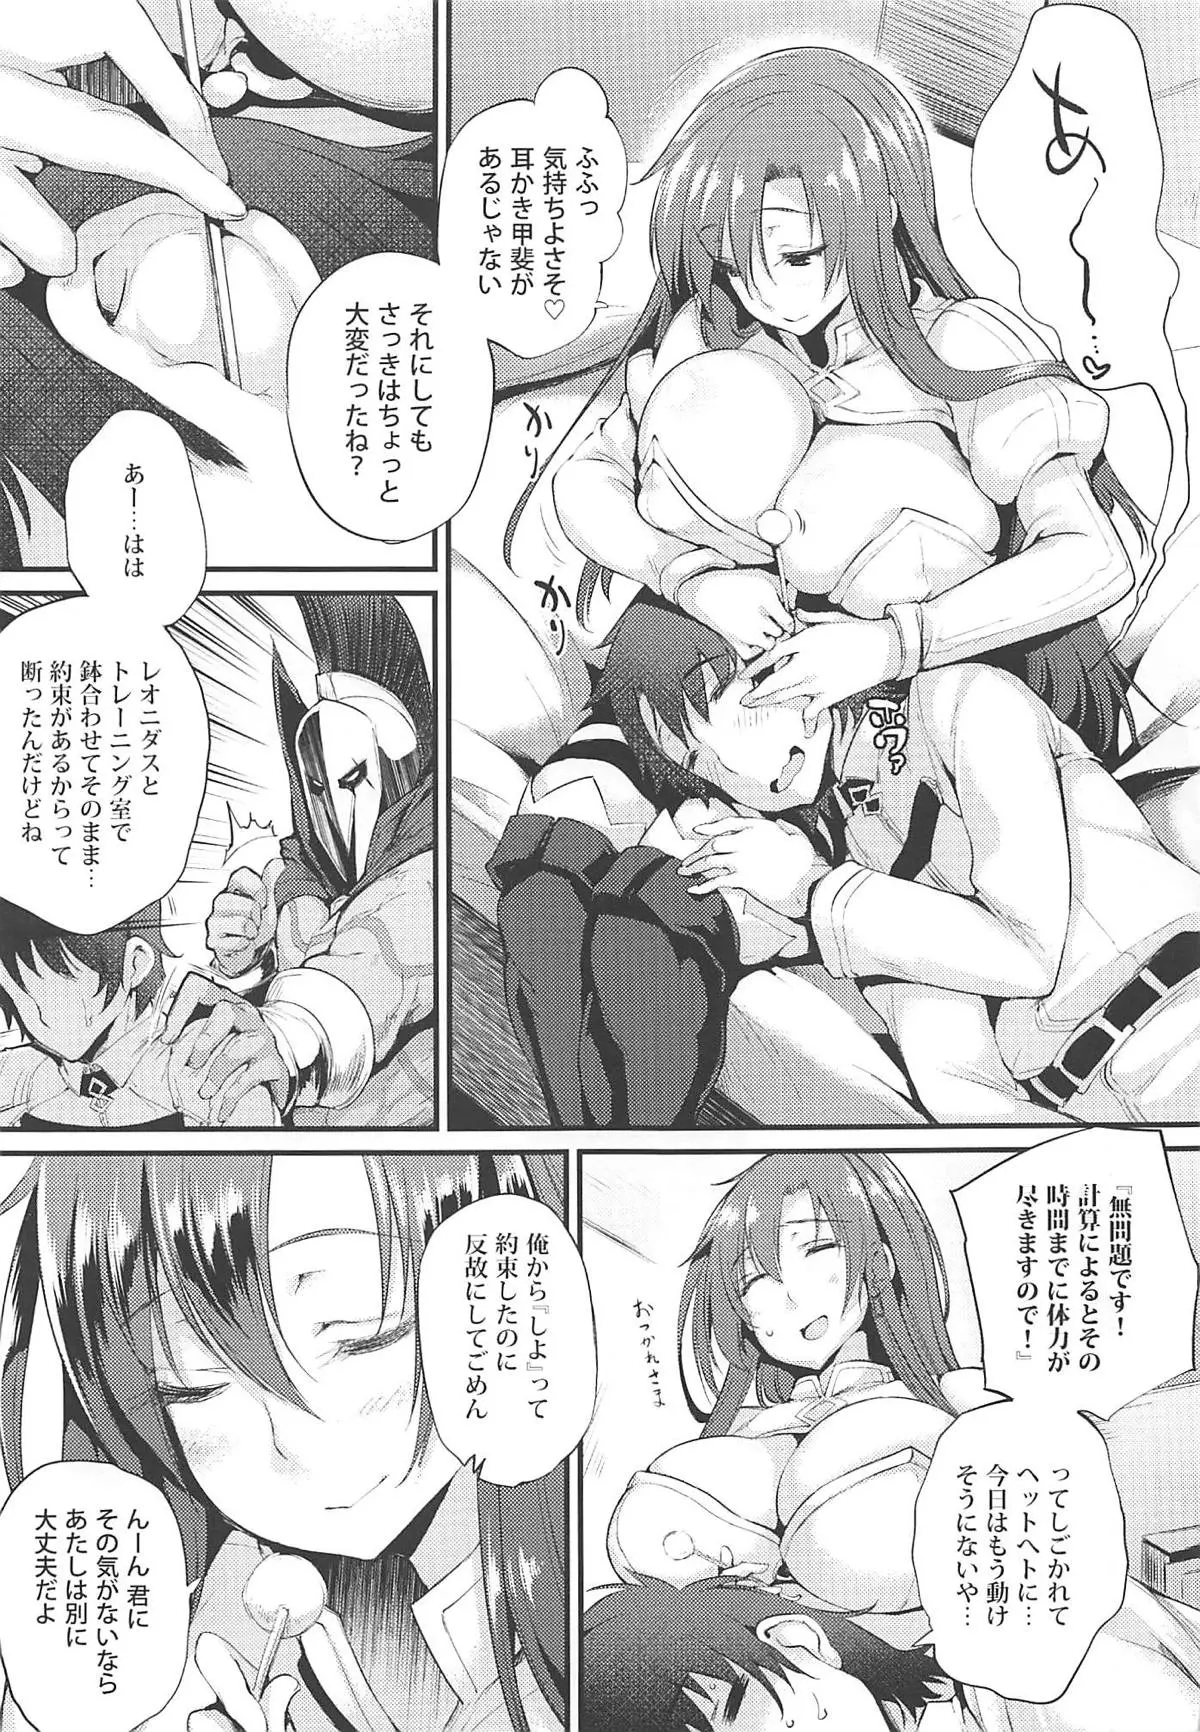 あ〜〜…♡
ふふっ
気持ちよさそ♡
耳かき甲斐が
あるじゃない
それにしても
さっきはちょっと
大変だったね？
かり
かり
ホワァ
あー…はは
レオニダスと
トレーニング室で
鉢合わせてそのまま…
約束があるからって
断ったんだけどね
『無問題です！
計算によるとその
時間までに体力が
尽きますので！』
ってしごかれて
ヘットヘトに…
今日はもう動け
そうにないや…
おつかれさま
俺から『しよ』って
約束したのに
反故にしてごめん
んーん 君に
その気がないなら
あたしは別に
大丈夫だよ